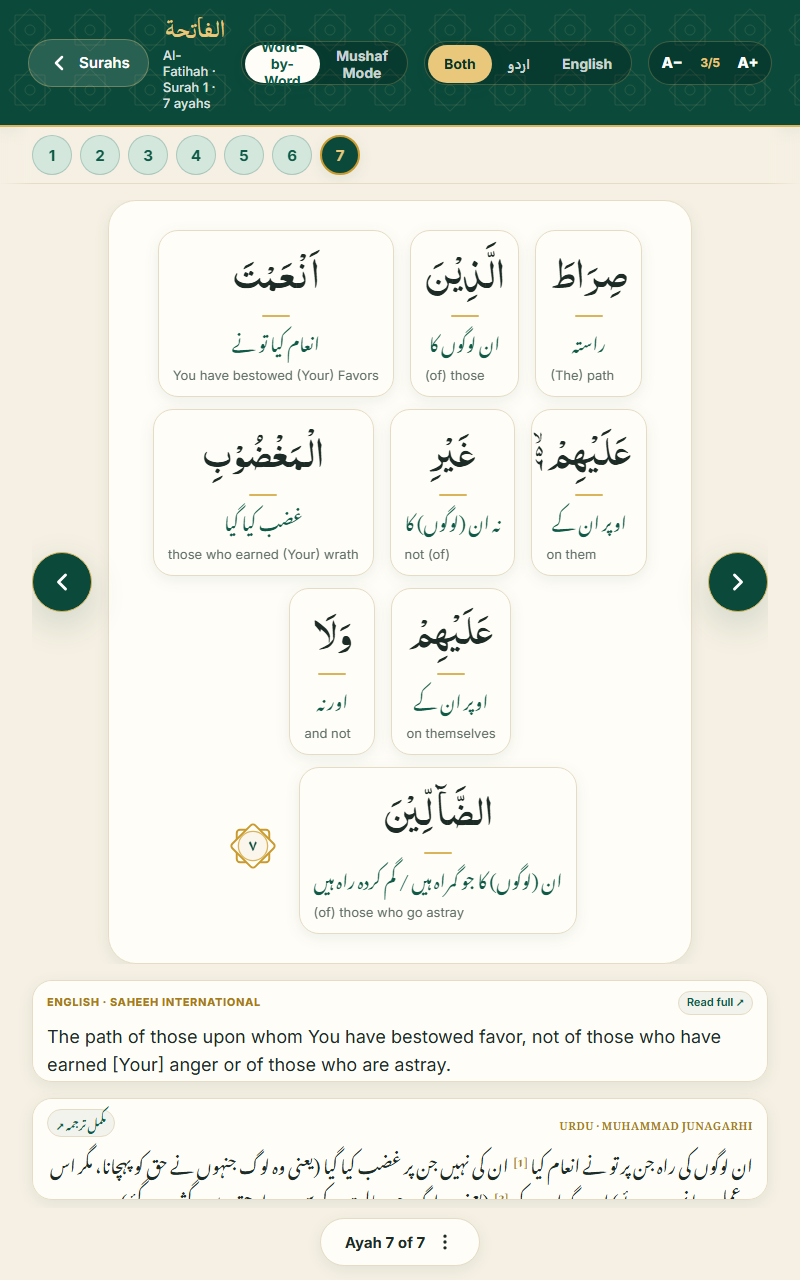 Surahs
الفاتحة
Al-
Fatihah ·
Surah 1 ·
7 ayahs
Word-
by-
Word
Mushaf
Mode
Both
اردو
English
A−
3/5
A+
1 2 3 4 5 6 7
صِرَاطَ
راستہ
(The) path
الَّذِیْنَ
ان لوگوں کا
(of) those
اَنْعَمْتَ
انعام کیا تو نے
You have bestowed (Your) Favors
عَلَیْهِمْ ۙ۬
اوپر ان کے
on them
غَیْرِ
نہ ان (لوگوں) کا
not (of)
الْمَغْضُوْبِ
غضب کیا گیا
those who earned (Your) wrath
عَلَیْهِمْ
اوپر ان کے
on themselves
وَلَا
اور نہ
and not
الضَّآلِّیْنَ
ان (لوگوں) کا جو گمراہ ہیں / گم کردہ راہ ہیں
(of) those who go astray
٧
ENGLISH · SAHEEH INTERNATIONAL
Read full ↗
The path of those upon whom You have bestowed favor, not of those who have
earned [Your] anger or of those who are astray.
URDU · MUHAMMAD JUNAGARHI
مکمل ترجمہ ↗
ان لوگوں کی راہ جن پر تو نے انعام کیا [1] ان کی نہیں جن پر غضب کیا گیا (یعنی وه لوگ جنہوں نے حق کو پہچانا، مگر اس
Ayah 7 of 7